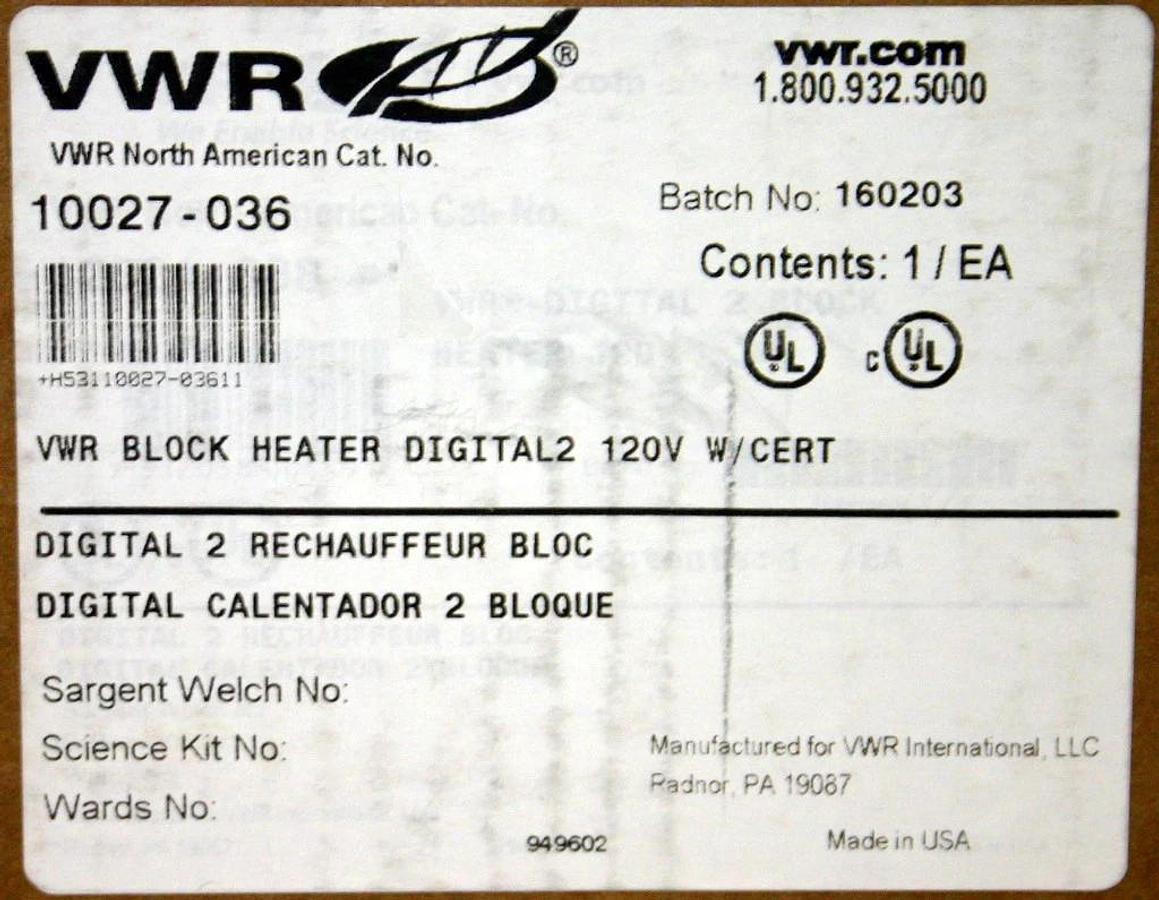 VWR ®
vwr.com
1.800.932.5000
VWR North American Cat. No.
10027-036
Batch No: 160203
Contents: 1 / EA
UL c UL
+H53110027-03611
VWR BLOCK HEATER DIGITAL2 120V W/CERT
DIGITAL 2 RECHAUFFEUR BLOC
DIGITAL CALENTADOR 2 BLOQUE
Sargent Welch No:
Science Kit No:
Wards No:
Manufactured for VWR International, LLC
Radnor, PA 19087
949602
Made in USA